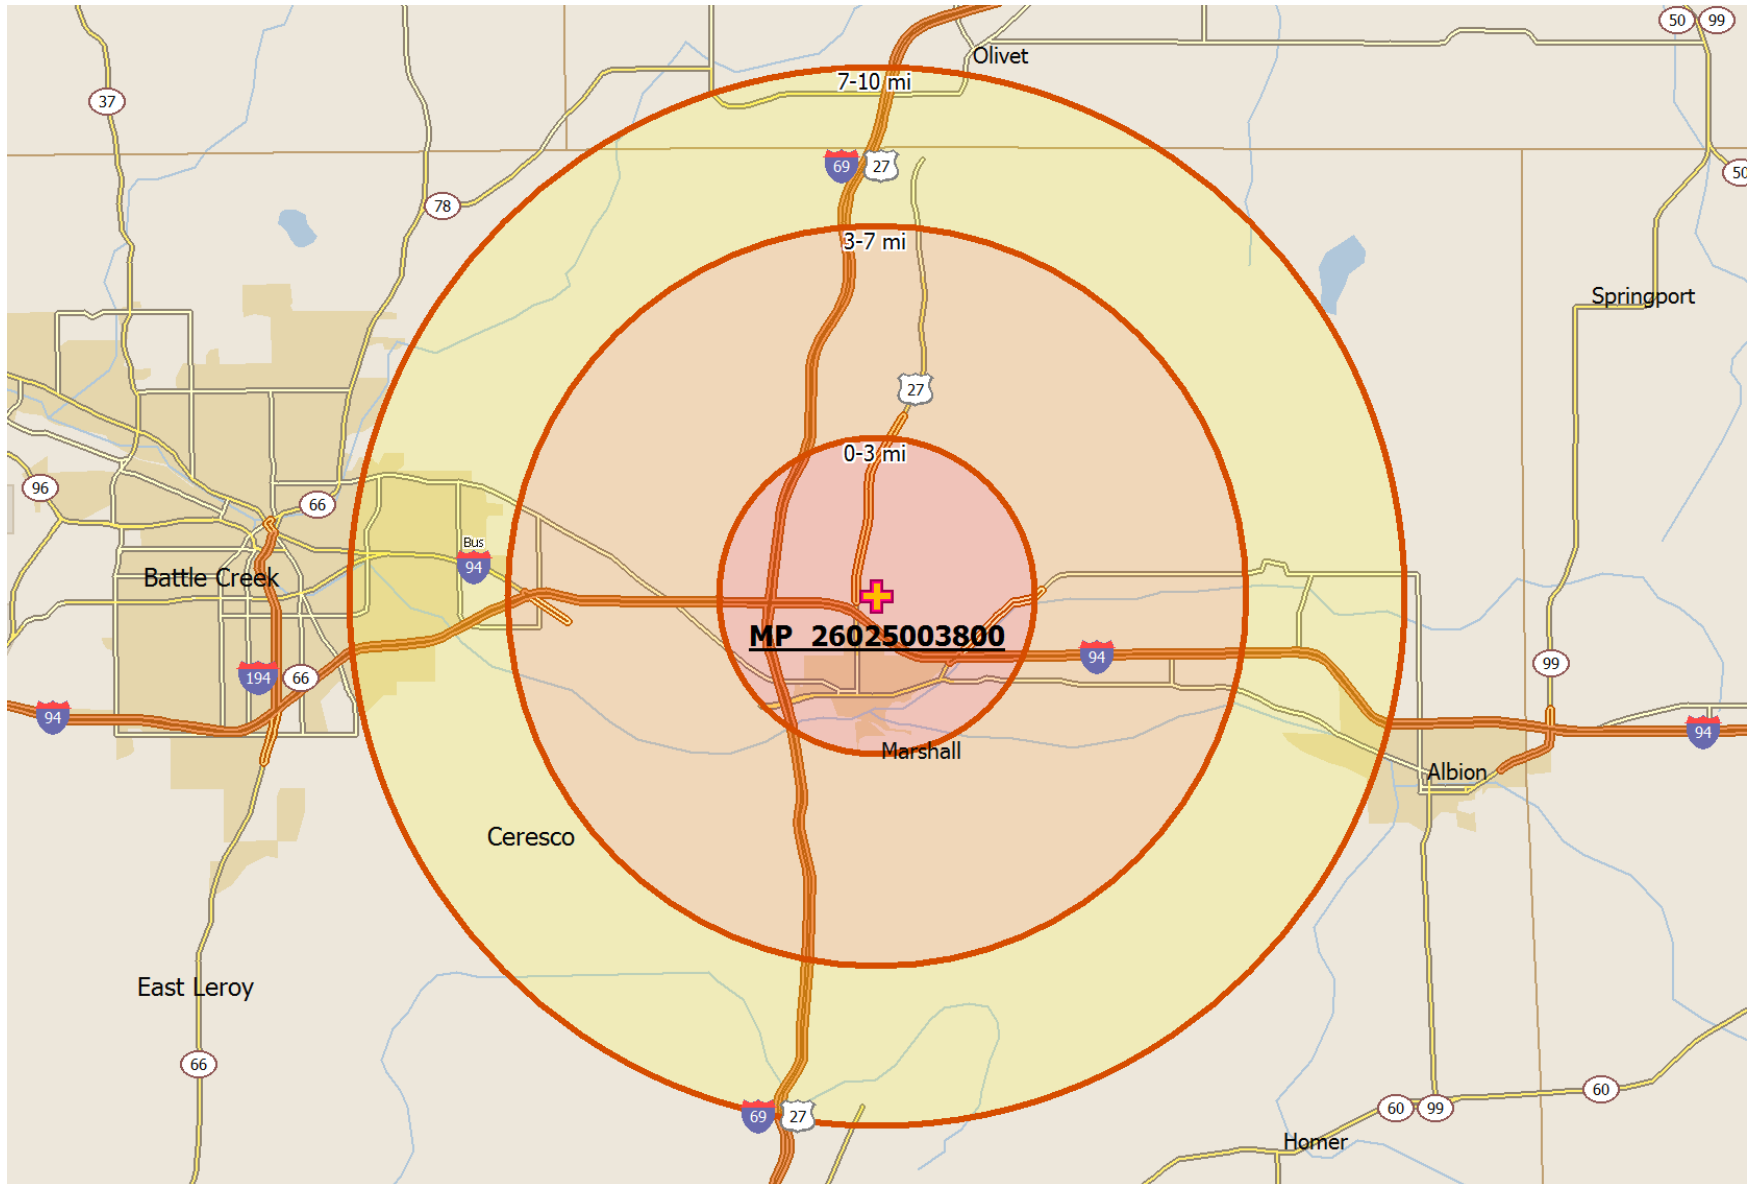 50
99
Olivet
7-10 mi
37
69
27
50
78
3-7 mi
Springport
27
0-3 mi
96
66
Bus
94
Battle Creek
MP 26025003800
94
99
194
66
94
94
Marshall
Albion
Ceresco
East Leroy
66
60
60
99
69
27
Homer